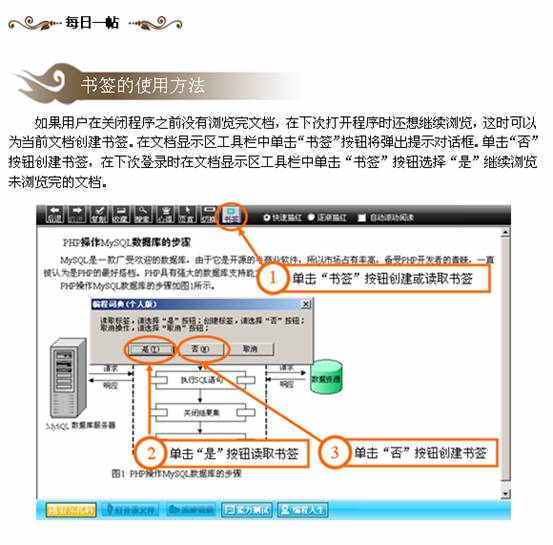 每日一帖
书签的使用方法
如果用户在关闭程序之前没有浏览完文档，在下次打开程序时还想继续浏览，这时可以
为当前文档创建书签。在文档显示区工具栏中单击“书签”按钮将弹出提示对话框。单击“否”
按钮创建书签，在下次登录时在文档显示区工具栏中单击“书签”按钮选择“是”继续浏览
未浏览完的文档。
后退 前进 复制 收藏 搜索 心得 页首 切换 书签 快速描红 逐渐描红 自动滚动阅读
PHP操作MySQL数据库的步骤
MySQL是一款广受欢迎的数据库，由于它是开源的半商业软件，所以市场占有率高，备受PHP开发者的青睐，一直
被认为是PHP的最好搭档。PHP具有强大的数据库支持能
PHP操作MySQL数据库的步骤如图1所示。
1 单击“书签”按钮创建或读取书签
编程词典(个人版)
读取标签，请选择“是”按钮；创建标签，请选择“否”按钮；
取消操作，请选择“取消”按钮；
是(Y) 否(N) 取消
请求 请求
响应 响应
执行SQL语句
数据库
关闭结果集
MySQL 数据库服务器
2 单击“是”按钮读取书签
3 单击“否”按钮创建书签
图1 PHP操作MySQL数据库的步骤
显示代码 打开源文件 能力测试 编程人生